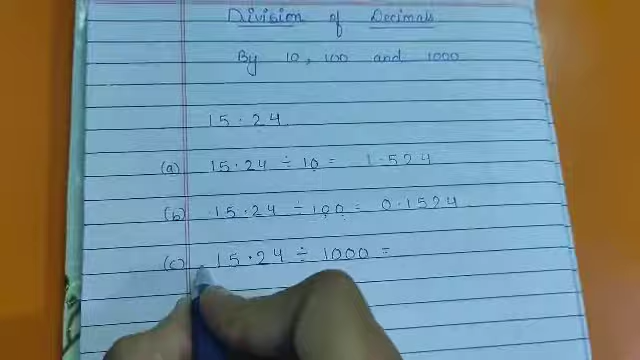 Division of Decimals
By 10, 100 and 1000
15.24
(a) 15.24 ÷ 10 = 1.524
(b) .15.24 ÷ 100 = 0.1524
(c) .15.24 ÷ 1000 =